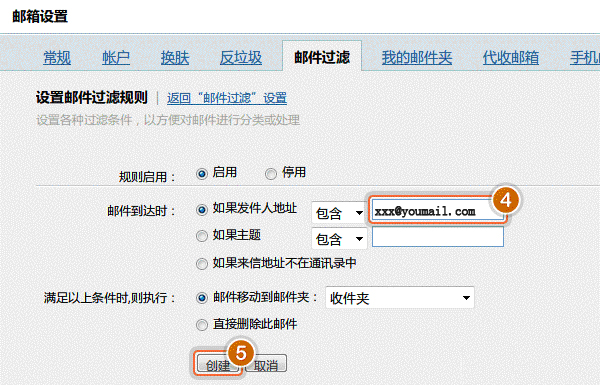 邮箱设置
常规 帐户 换肤 反垃圾 邮件过滤 我的邮件夹 代收邮箱 手机
设置邮件过滤规则 | 返回“邮件过滤”设置
设置各种过滤条件，以方便对邮件进行分类或处理
规则启用： 启用 停用
4
邮件到达时： 如果发件人地址 包含 xxx@youmail.com
如果主题 包含
如果来信地址不在通讯录中
满足以上条件时,则执行： 邮件移动到邮件夹： 收件夹
直接删除此邮件
5
创建 取消